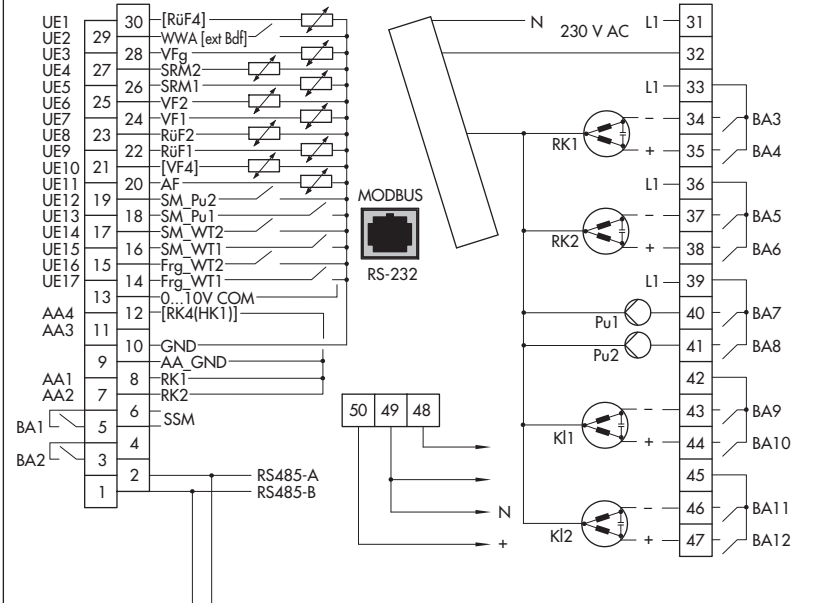 UE1 30 [RüF4]
UE2 29 WWA [ext Bdf]
UE3 28 VFg
UE4 27 SRM2
UE5 26 SRM1
UE6 25 VF2
UE7 24 VF1
UE8 23 RüF2
UE9 22 RüF1
UE10 21 [VF4]
UE11 20 AF
UE12 19 SM_Pu2
UE13 18 SM_Pu1
UE14 17 SM_WT2
UE15 16 SM_WT1
UE16 15 Frg_WT2
UE17 14 Frg_WT1
13 0...10V COM
AA4 12 [RK4(HK1)]
AA3 11
10 GND
9 AA_GND
AA1 8 RK1
AA2 7 RK2
6 SSM
BA1 5
4
BA2 3
2 RS485-A
1 RS485-B
MODBUS
RS-232
50 49 48
N
+
N 230 V AC L1 31
32
L1 33
RK1 − 34 BA3
+ 35 BA4
L1 36
RK2 − 37 BA5
+ 38 BA6
L1 39
Pu1 40 BA7
Pu2 41 BA8
42
Kl1 − 43 BA9
+ 44 BA10
45
Kl2 − 46 BA11
+ 47 BA12